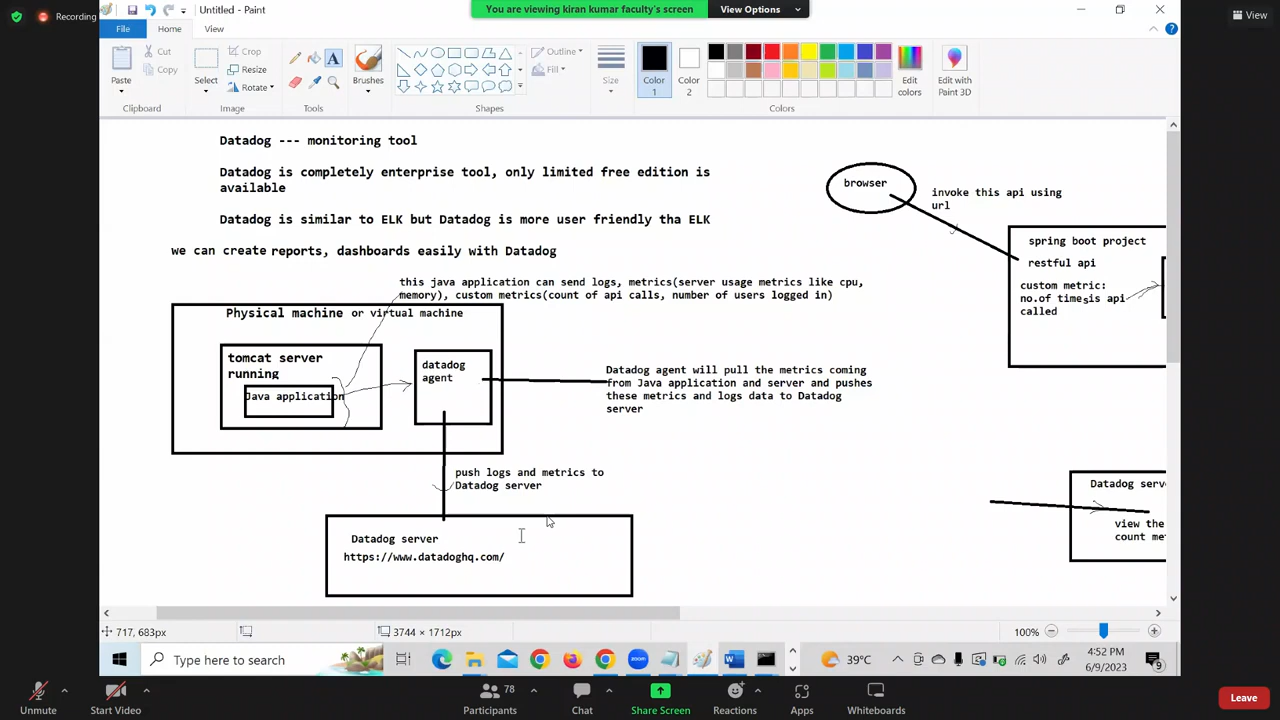 Recording
Untitled - Paint
You are viewing kiran kumar faculty's screen
View Options
View
File
Home
View
Paste
Cut
Copy
Clipboard
Select
Crop
Resize
Rotate
Image
Tools
Brushes
Shapes
Outline
Fill
Size
Color
1
Color
2
Edit
colors
Edit with
Paint 3D
Colors
Datadog --- monitoring tool
Datadog is completely enterprise tool, only limited free edition is
available
Datadog is similar to ELK but Datadog is more user friendly tha ELK
we can create reports, dashboards easily with Datadog
this java application can send logs, metrics(server usage metrics like cpu,
memory), custom metrics(count of api calls, number of users logged in)
Physical machine or virtual machine
tomcat server
running
Java application
datadog
agent
Datadog agent will pull the metrics coming
from Java application and server and pushes
these metrics and logs data to Datadog
server
push logs and metrics to
Datadog server
Datadog server
https://www.datadoghq.com/
browser
invoke this api using
url
spring boot project
restful api
custom metric:
no.of times is api
called
Datadog serve
view the
count met
717, 683px
3744 × 1712px
100%
Type here to search
zoom
39°C
4:52 PM
6/9/2023
9
Unmute
Start Video
78
Participants
Chat
Share Screen
Reactions
Apps
Whiteboards
Leave